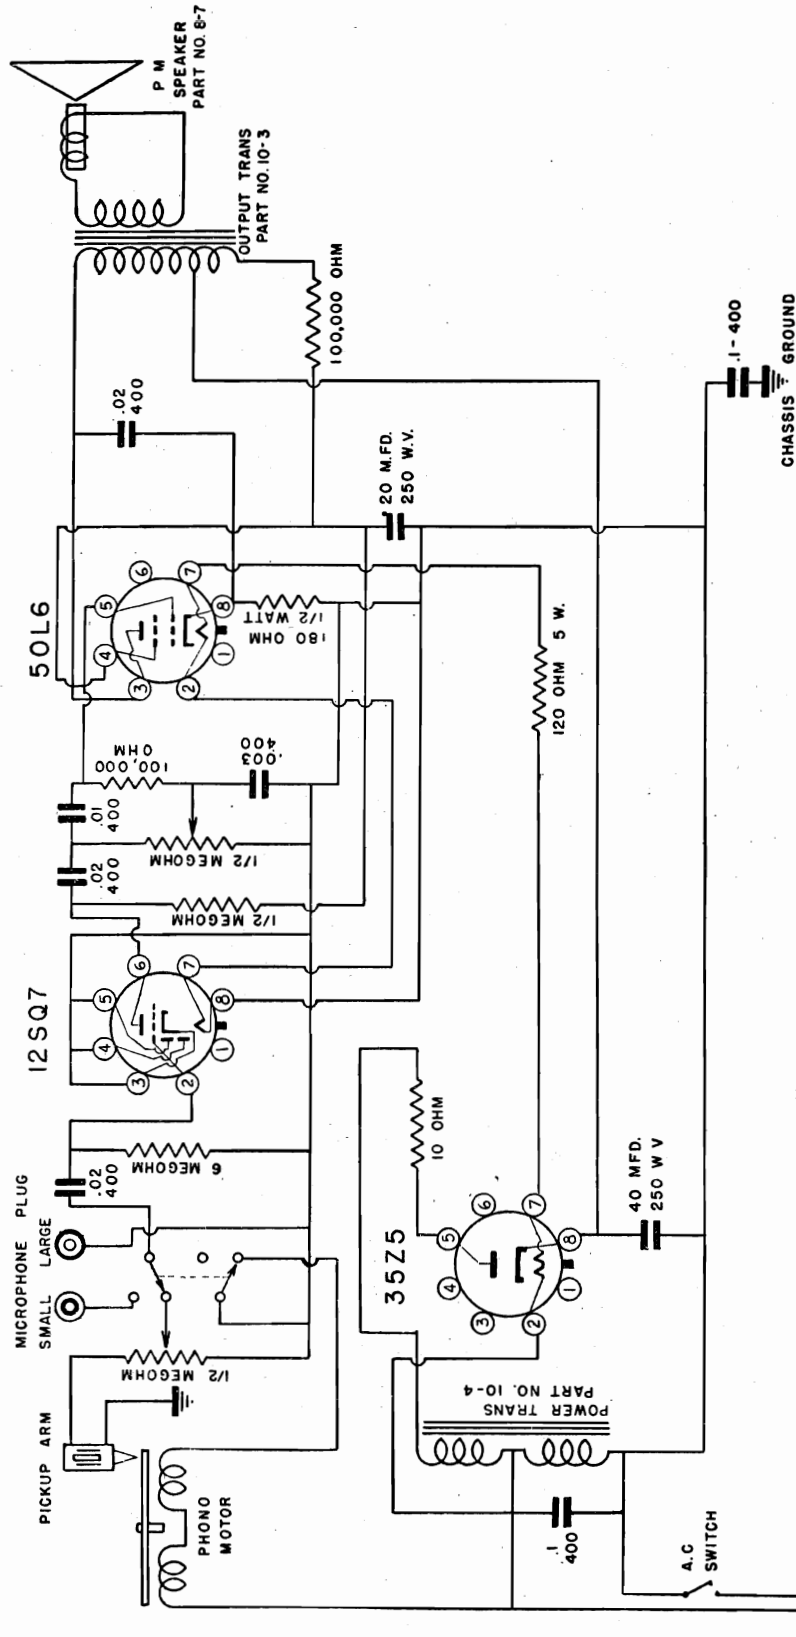 PICKUP ARM
1/2 MEGOHM
PHONO
MOTOR
MICROPHONE PLUG
SMALL LARGE
.02
400
6 MEGOHM
12SQ7
1
2
3
4
5
6
7
8
1/2 MEGOHM
.02
400
1/2 MEGOHM
.01
400
100,000
OHM
.003
400
50L6
1
2
3
4
5
6
7
8
180 OHM
1/2 WATT
.02
400
20 M.FD.
250 W.V.
100,000 OHM
OUTPUT TRANS
PART NO. 10-3
P M
SPEAKER
PART NO. 8-7
POWER TRANS
PART NO. 10-4
.1
400
A.C
SWITCH
35Z5
1
2
3
4
5
6
7
8
10 OHM
40 MFD.
250 W V
120 OHM 5 W.
.1-400
CHASSIS GROUND